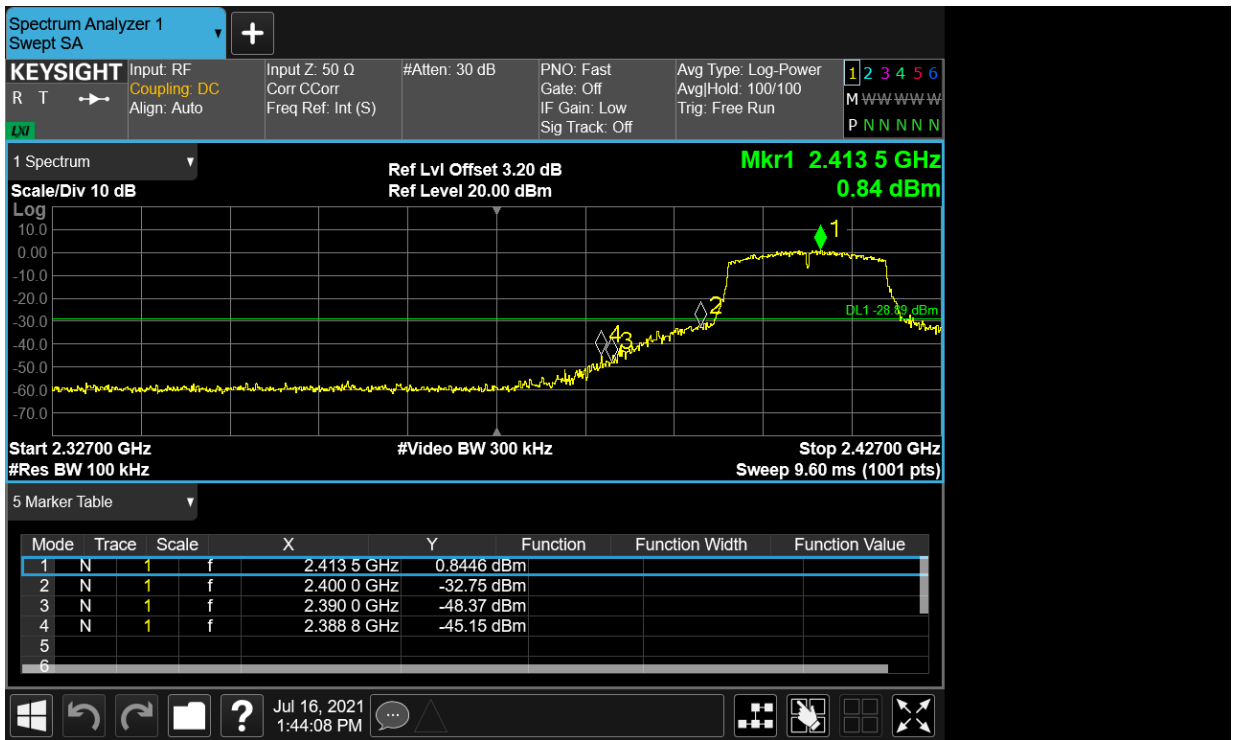 Spectrum Analyzer 1
Swept SA
+
KEYSIGHT
R T
LXI
Input: RF
Coupling: DC
Align: Auto
Input Z: 50 Ω
Corr CCorr
Freq Ref: Int (S)
#Atten: 30 dB
PNO: Fast
Gate: Off
IF Gain: Low
Sig Track: Off
Avg Type: Log-Power
Avg|Hold: 100/100
Trig: Free Run
1 2 3 4 5 6
M W W W W W
P N N N N N
1 Spectrum
Scale/Div 10 dB
Ref Lvl Offset 3.20 dB
Ref Level 20.00 dBm
Mkr1 2.413 5 GHz
0.84 dBm
Log
10.0
0.00
-10.0
-20.0
-30.0
-40.0
-50.0
-60.0
-70.0
1
2
4
3
DL1 -28.89 dBm
Start 2.32700 GHz
#Video BW 300 kHz
Stop 2.42700 GHz
#Res BW 100 kHz
Sweep 9.60 ms (1001 pts)
5 Marker Table
Mode Trace Scale X Y Function Function Width Function Value
1 N 1 f 2.413 5 GHz 0.8446 dBm
2 N 1 f 2.400 0 GHz -32.75 dBm
3 N 1 f 2.390 0 GHz -48.37 dBm
4 N 1 f 2.388 8 GHz -45.15 dBm
5
6
?
Jul 16, 2021
1:44:08 PM